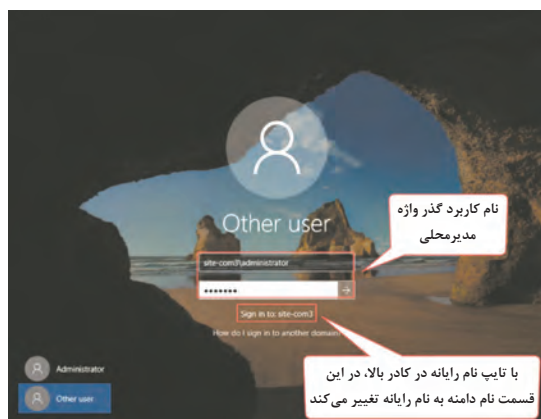 Other user
نام کاربرد گذر واژه
مدیرمحلی
site-com3\administrator
Sign in to: site-com3
How do I sign in to another domain?
با تایپ نام رایانه در کادر بالا، در این
قسمت نام دامنه به نام رایانه تغییر می‌کند
Administrator
Other user